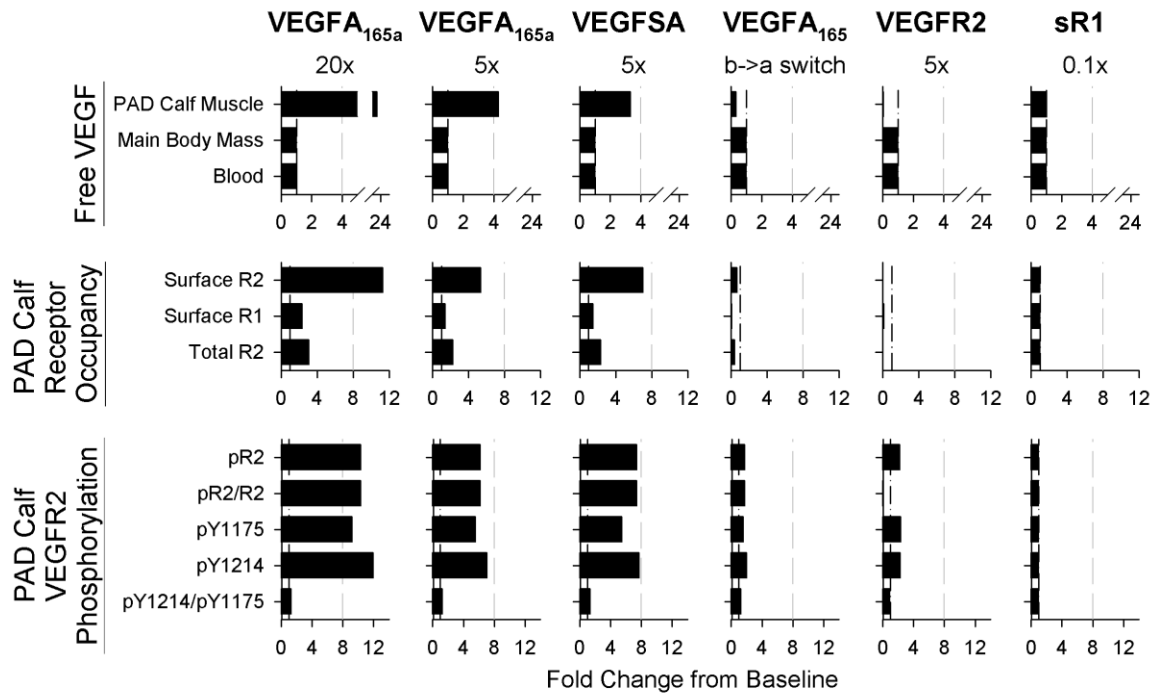 VEGFA165a VEGFA165a VEGFSA VEGFA165 VEGFR2 sR1
20x 5x 5x b->a switch 5x 0.1x
Free VEGF
PAD Calf Muscle
Main Body Mass
Blood
0 2 4 24 0 2 4 24 0 2 4 24 0 2 4 24 0 2 4 24 0 2 4 24
PAD Calf
Receptor
Occupancy
Surface R2
Surface R1
Total R2
0 4 8 12 0 4 8 12 0 4 8 12 0 4 8 12 0 4 8 12 0 4 8 12
PAD Calf
VEGFR2
Phosphorylation
pR2
pR2/R2
pY1175
pY1214
pY1214/pY1175
0 4 8 12 0 4 8 12 0 4 8 12 0 4 8 12 0 4 8 12 0 4 8 12
Fold Change from Baseline